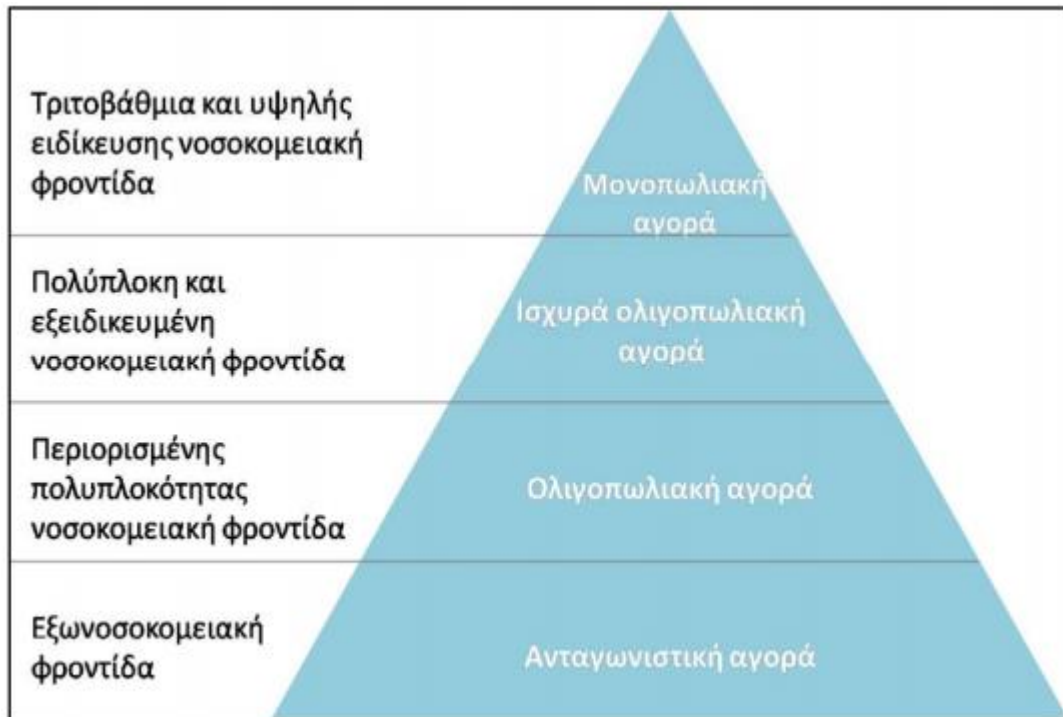 Τριτοβάθμια και υψηλής
ειδίκευσης νοσοκομειακή
φροντίδα
Μονοπωλιακή
αγορά
Πολύπλοκη και
εξειδικευμένη
νοσοκομειακή φροντίδα
Ισχυρά ολιγοπωλιακή
αγορά
Περιορισμένης
πολυπλοκότητας
νοσοκομειακή φροντίδα
Ολιγοπωλιακή αγορά
Εξωνοσοκομειακή
φροντίδα
Ανταγωνιστική αγορά